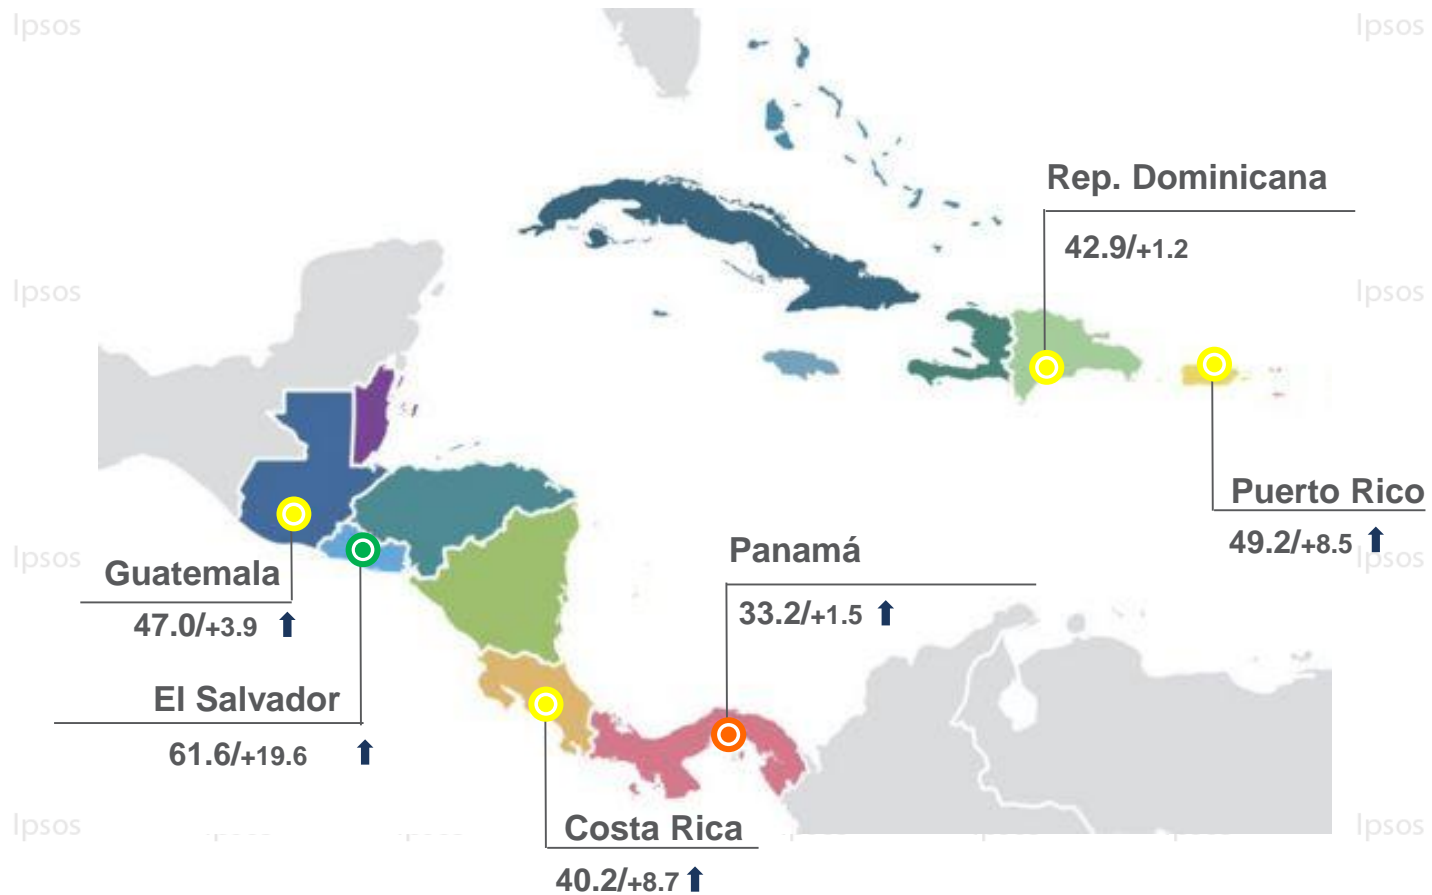 Ipsos
Ipsos
Rep. Dominicana
42.9/+1.2
Ipsos
Ipsos
Puerto Rico
49.2/+8.5
Panamá
33.2/+1.5
Ipsos
Ipsos
Guatemala
47.0/+3.9
El Salvador
61.6/+19.6
Ipsos
Ipsos
Costa Rica
40.2/+8.7